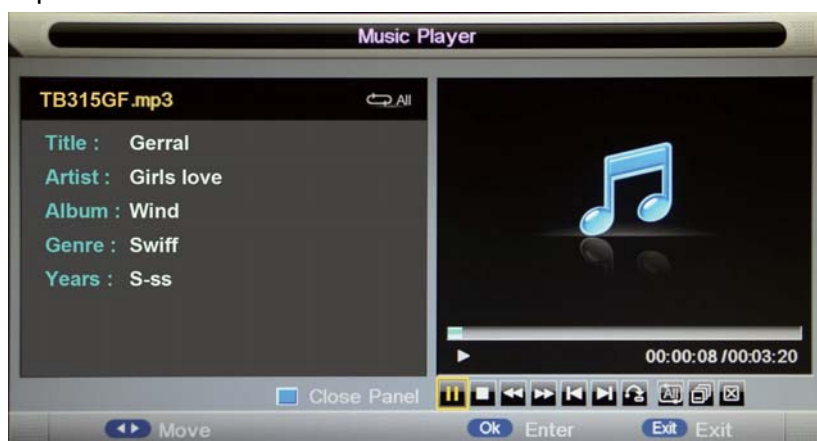 Music Player
TB315GF.mp3 All
Title : Gerral
Artist : Girls love
Album : Wind
Genre : Swiff
Years : S-ss
00:00:08 /00:03:20
Close Panel All
Move Ok Enter Exit Exit